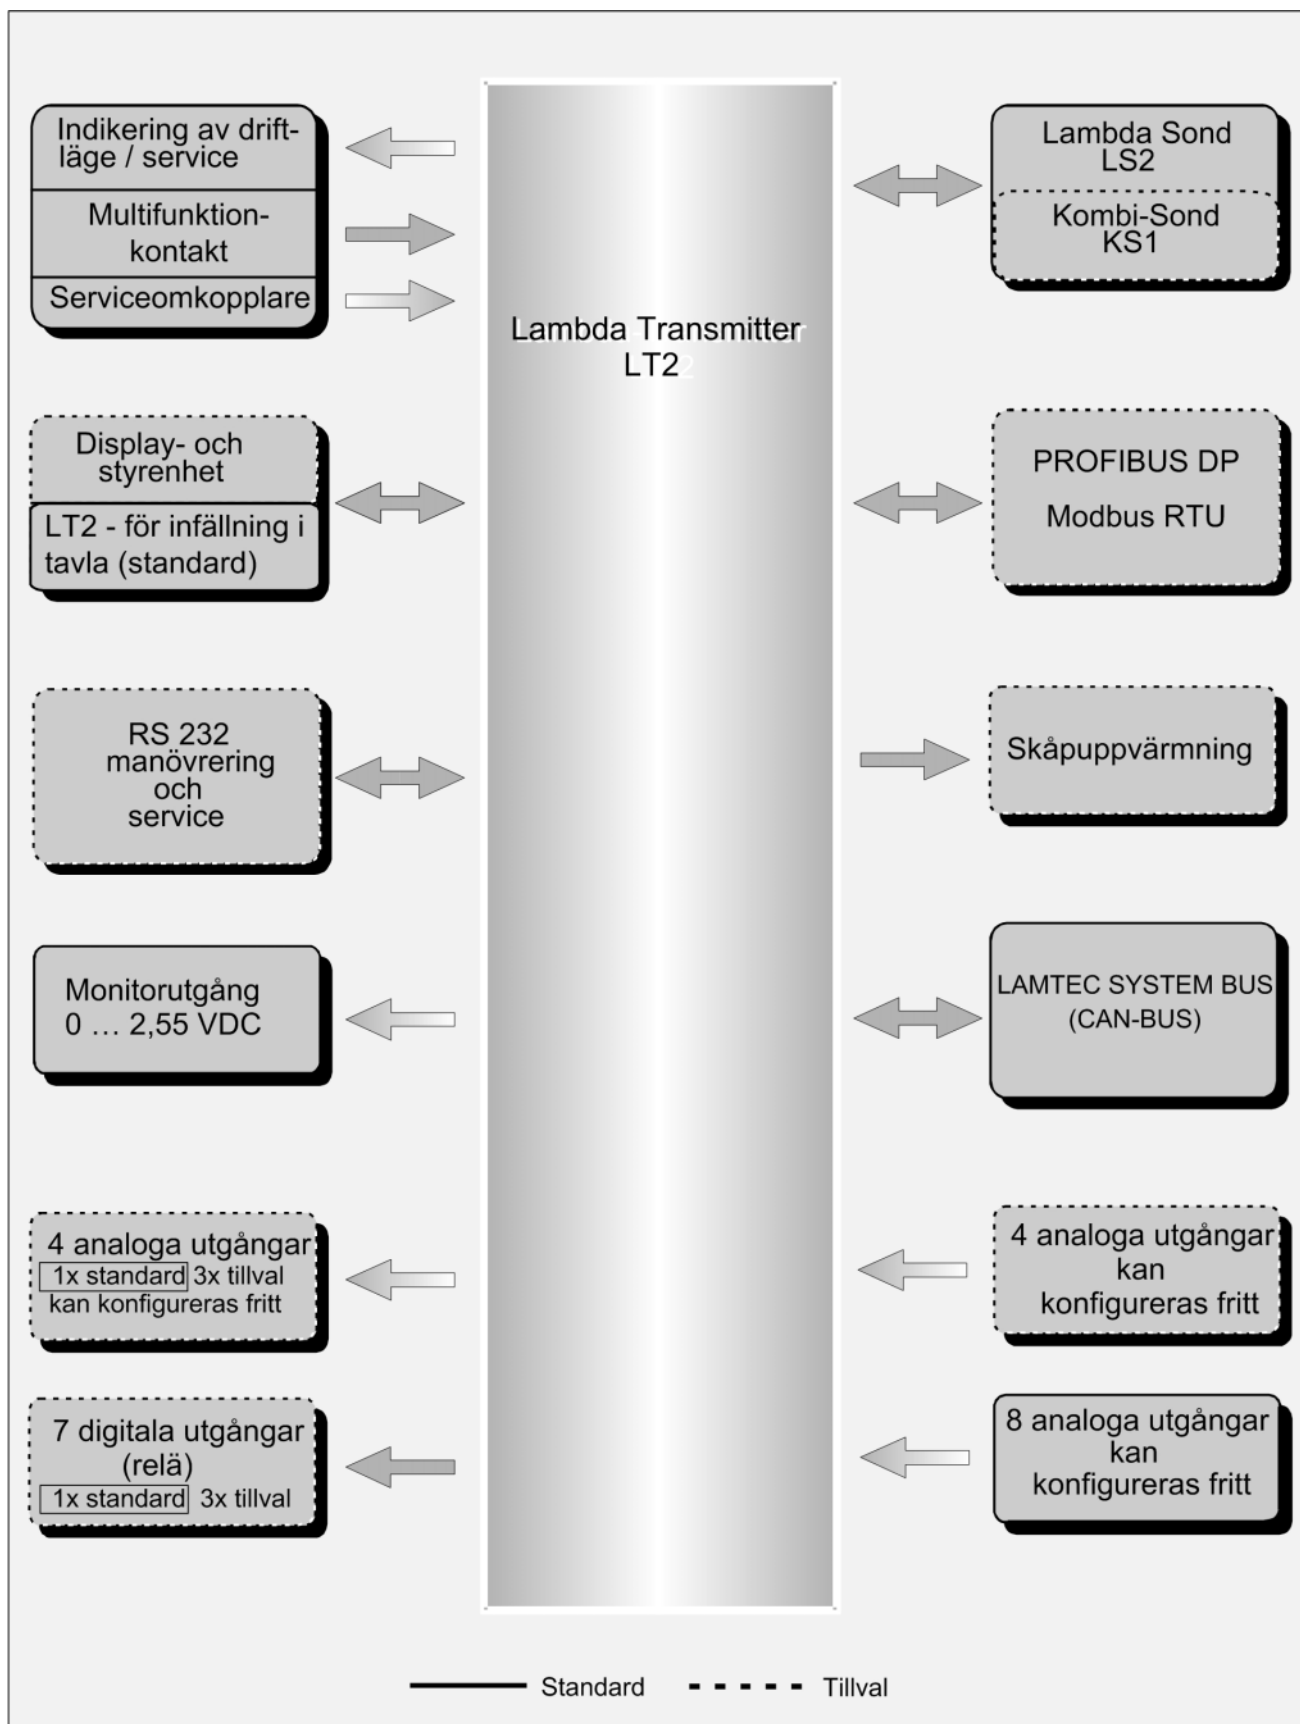 Indikering av drift-
läge / service
Multifunktion-
kontakt
Serviceomkopplare
Display- och
styrenhet
LT2 - för infällning i
tavla (standard)
RS 232
manövrering
och
service
Monitorutgång
0 … 2,55 VDC
4 analoga utgångar
1x standard 3x tillval
kan konfigureras fritt
7 digitala utgångar
(relä)
1x standard 3x tillval
Lambda Transmitter
LT2
Lambda Sond
LS2
Kombi-Sond
KS1
PROFIBUS DP
Modbus RTU
Skåpuppvärmning
LAMTEC SYSTEM BUS
(CAN-BUS)
4 analoga utgångar
kan
konfigureras fritt
8 analoga utgångar
kan
konfigureras fritt
Standard
Tillval